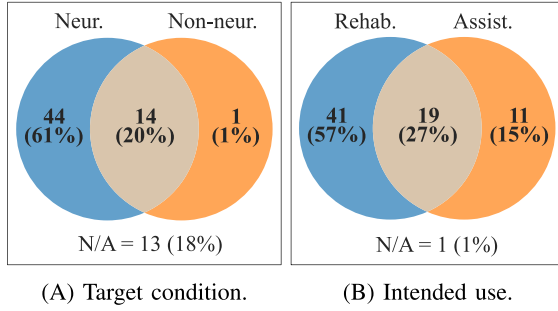 Neur. Non-neur.
44 14 1
(61%) (20%) (1%)
N/A = 13 (18%)
(A) Target condition.
Rehab. Assist.
41 19 11
(57%) (27%) (15%)
N/A = 1 (1%)
(B) Intended use.